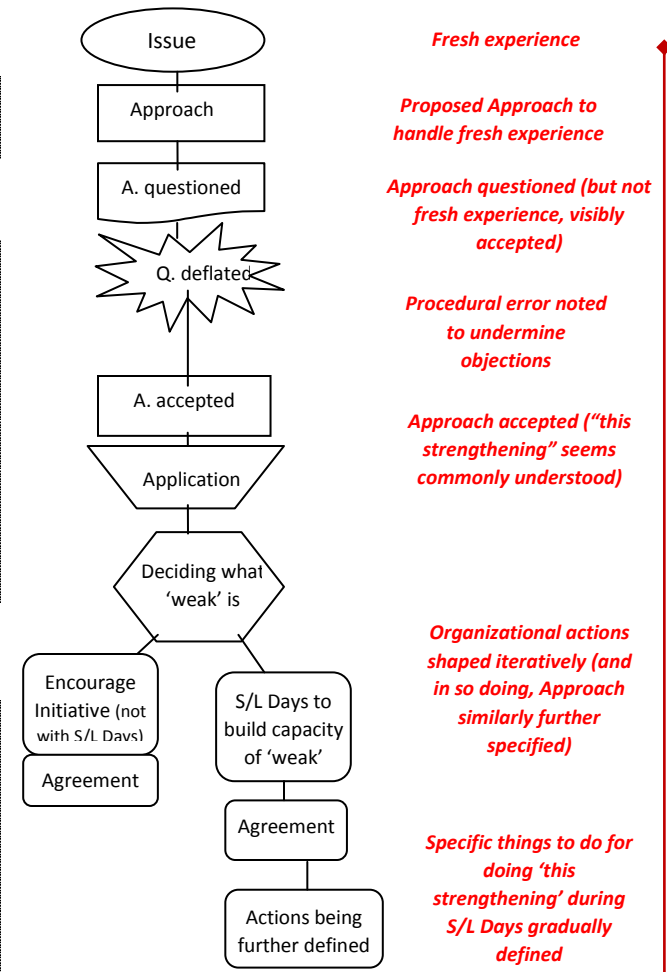 Issue
Fresh experience
Approach
Proposed Approach to
handle fresh experience
A. questioned
Approach questioned (but not
fresh experience, visibly
accepted)
Q. deflated
Procedural error noted
to undermine
objections
A. accepted
Approach accepted (“this
strengthening” seems
commonly understood)
Application
Deciding what
‘weak’ is
Organizational actions
shaped iteratively (and
in so doing, Approach
similarly further
specified)
Encourage
Initiative (not
with S/L Days)
Agreement
S/L Days to
build capacity
of ‘weak’
Agreement
Actions being
further defined
Specific things to do for
doing ‘this
strengthening’ during
S/L Days gradually
defined